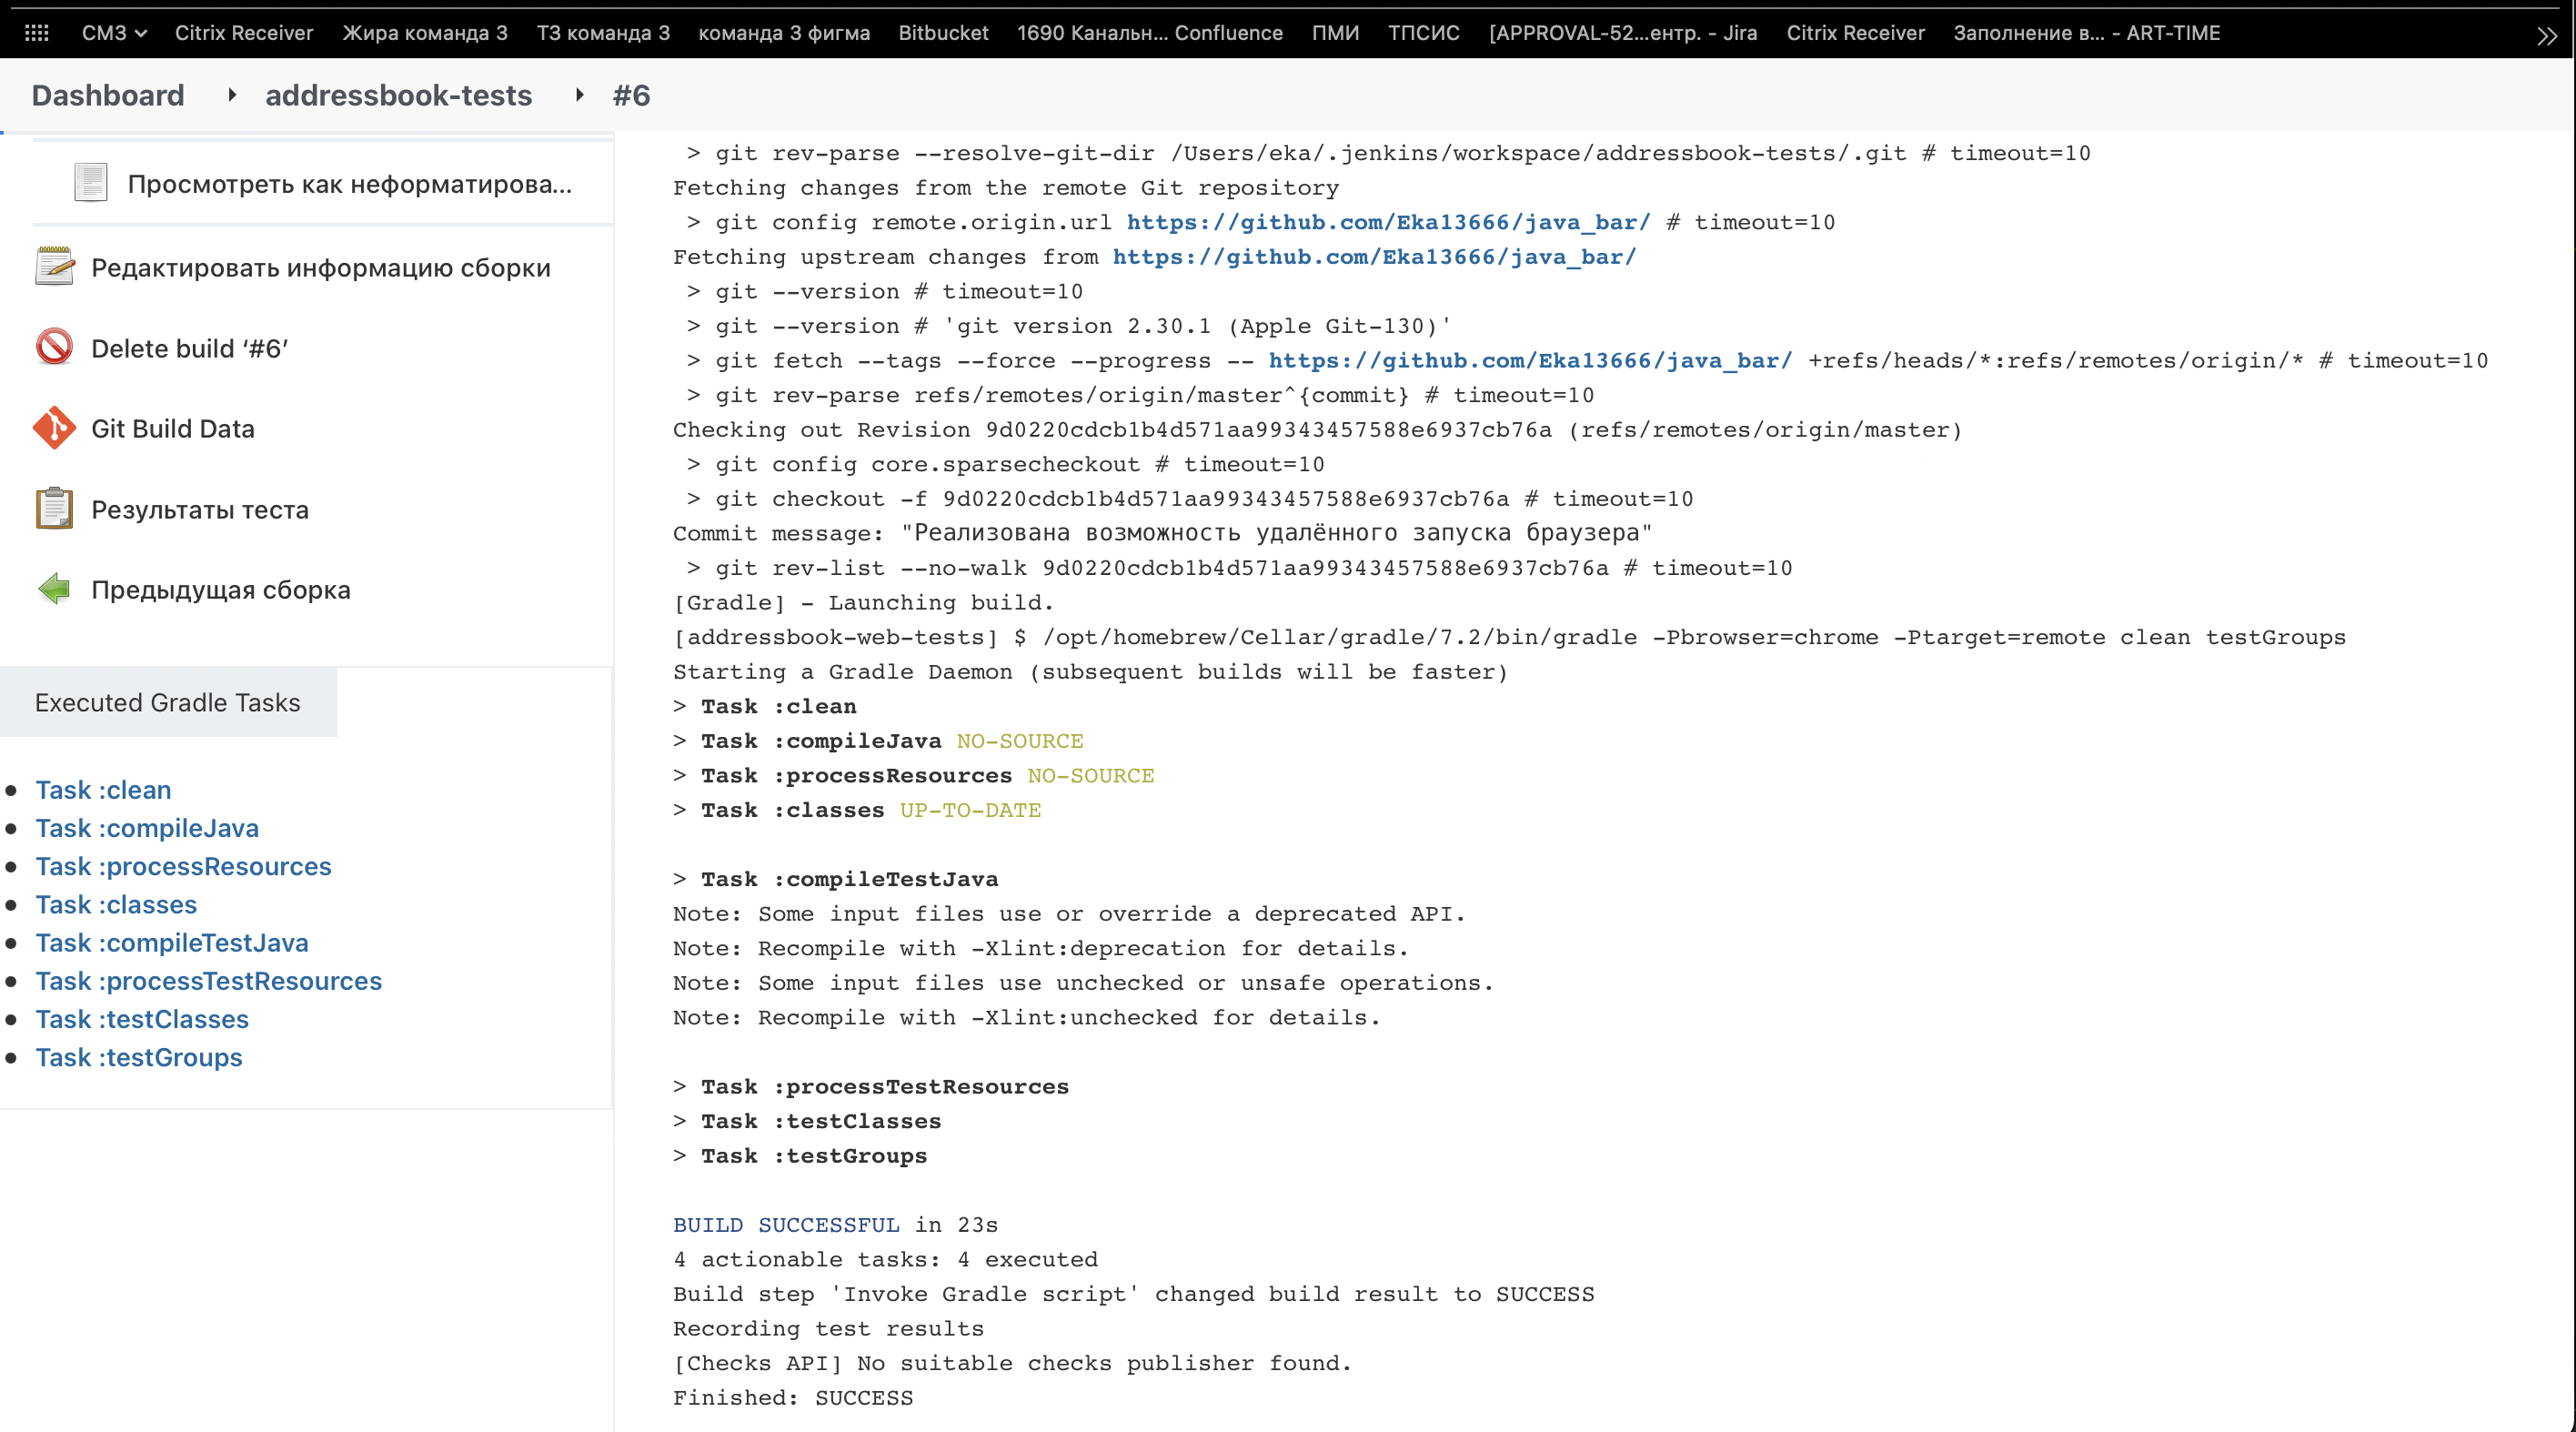 СМЗ Citrix Receiver Жира команда 3 ТЗ команда 3 команда 3 фигма Bitbucket 1690 Канальн... Confluence ПМИ ТПСИС [APPROVAL-52...ентр. - Jira Citrix Receiver Заполнение в... - ART-TIME
Dashboard addressbook-tests #6
Просмотреть как неформатирова...
Редактировать информацию сборки
Delete build ‘#6’
Git Build Data
Результаты теста
Предыдущая сборка
Executed Gradle Tasks
Task :clean
Task :compileJava
Task :processResources
Task :classes
Task :compileTestJava
Task :processTestResources
Task :testClasses
Task :testGroups
> git rev-parse --resolve-git-dir /Users/eka/.jenkins/workspace/addressbook-tests/.git # timeout=10
Fetching changes from the remote Git repository
> git config remote.origin.url https://github.com/Eka13666/java_bar/ # timeout=10
Fetching upstream changes from https://github.com/Eka13666/java_bar/
> git --version # timeout=10
> git --version # 'git version 2.30.1 (Apple Git-130)'
> git fetch --tags --force --progress -- https://github.com/Eka13666/java_bar/ +refs/heads/*:refs/remotes/origin/* # timeout=10
> git rev-parse refs/remotes/origin/master^{commit} # timeout=10
Checking out Revision 9d0220cdcb1b4d571aa99343457588e6937cb76a (refs/remotes/origin/master)
> git config core.sparsecheckout # timeout=10
> git checkout -f 9d0220cdcb1b4d571aa99343457588e6937cb76a # timeout=10
Commit message: "Реализована возможность удалённого запуска браузера"
> git rev-list --no-walk 9d0220cdcb1b4d571aa99343457588e6937cb76a # timeout=10
[Gradle] - Launching build.
[addressbook-web-tests] $ /opt/homebrew/Cellar/gradle/7.2/bin/gradle -Pbrowser=chrome -Ptarget=remote clean testGroups
Starting a Gradle Daemon (subsequent builds will be faster)
> Task :clean
> Task :compileJava NO-SOURCE
> Task :processResources NO-SOURCE
> Task :classes UP-TO-DATE
> Task :compileTestJava
Note: Some input files use or override a deprecated API.
Note: Recompile with -Xlint:deprecation for details.
Note: Some input files use unchecked or unsafe operations.
Note: Recompile with -Xlint:unchecked for details.
> Task :processTestResources
> Task :testClasses
> Task :testGroups
BUILD SUCCESSFUL in 23s
4 actionable tasks: 4 executed
Build step 'Invoke Gradle script' changed build result to SUCCESS
Recording test results
[Checks API] No suitable checks publisher found.
Finished: SUCCESS